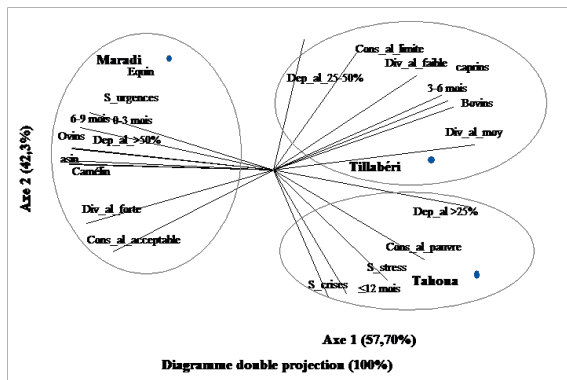 Maradi
Equin
S_urgences
6-9 mois 0-3 mois
Ovins
Dep_al_>50%
asin
Camélin
Div_al_forte
Cons_al_acceptable
Cons_al_limite
Div_al_faible
caprins
Dep_al_25-50%
3-6 mois
Bovins
Div_al_moy
Tillabéri
Dep_al >25%
Cons_al_pauvre
S_stress
S_crises
≤12 mois
Tahoua
Axe 2 (42,3%)
Axe 1 (57,70%)
Diagramme double projection (100%)